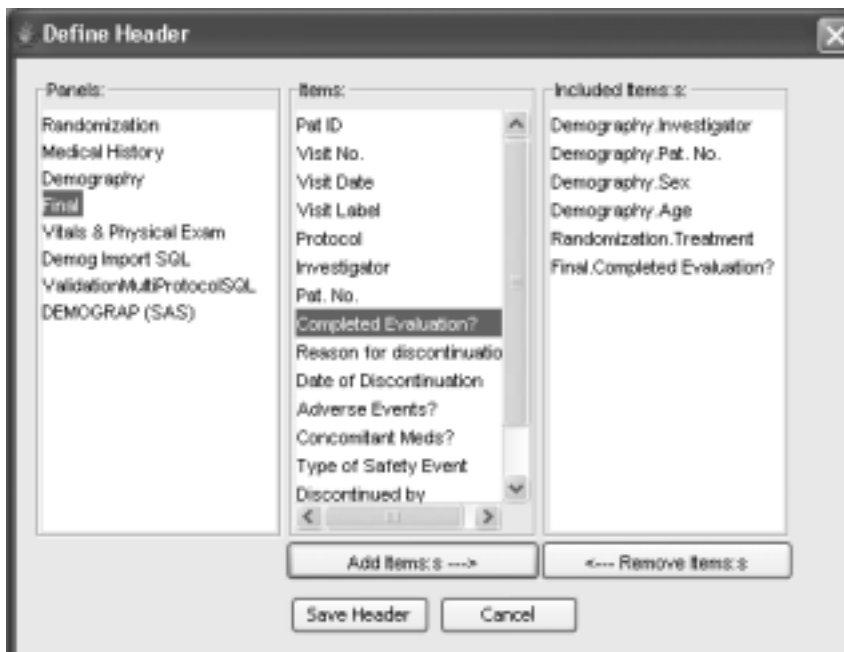 Define Header
Panels:
Randomization
Medical History
Demography
Final
Vitals & Physical Exam
Demog Import SQL
ValidationMultiProtocolSQL
DEMOGRAP (SAS)
Items:
Pat ID
Visit No.
Visit Date
Visit Label
Protocol
Investigator
Pat. No.
Completed Evaluation?
Reason for discontinuatio
Date of Discontinuation
Adverse Events?
Concomitant Meds?
Type of Safety Event
Discontinued by
Included Items:s:
Demography.Investigator
Demography.Pat. No.
Demography.Sex
Demography.Age
Randomization.Treatment
Final.Completed Evaluation?
Add Items:s --->
<--- Remove Items:s
Save Header
Cancel